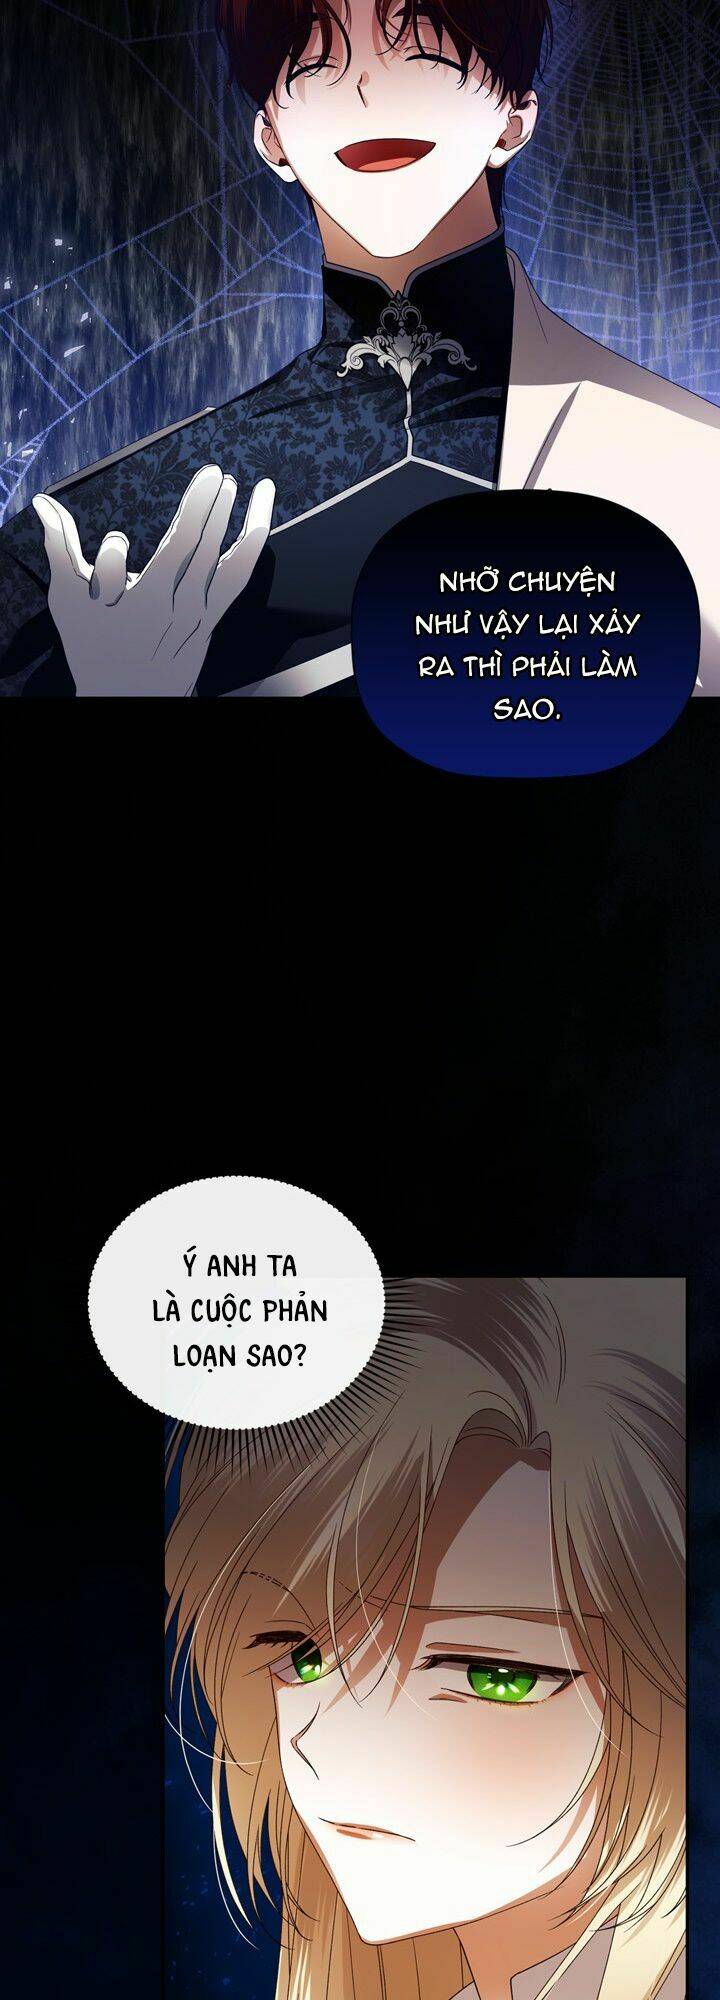 NHỠ CHUYỆN
NHƯ VẬY LẠI XẢY
RA THÌ PHẢI LÀM
SAO.
Ý ANH TA
LÀ CUỘC PHẢN
LOẠN SAO?